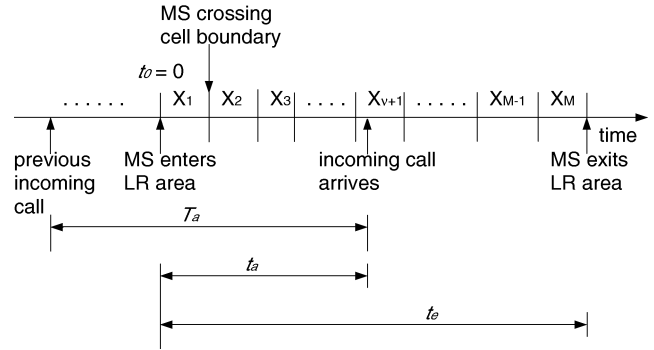 MS crossing
cell boundary
t0 = 0
. . . . . . X1 X2 X3 . . . . Xν+1 . . . . . XM-1 XM
time
previous
incoming
call
MS enters
LR area
incoming call
arrives
MS exits
LR area
Ta
ta
te